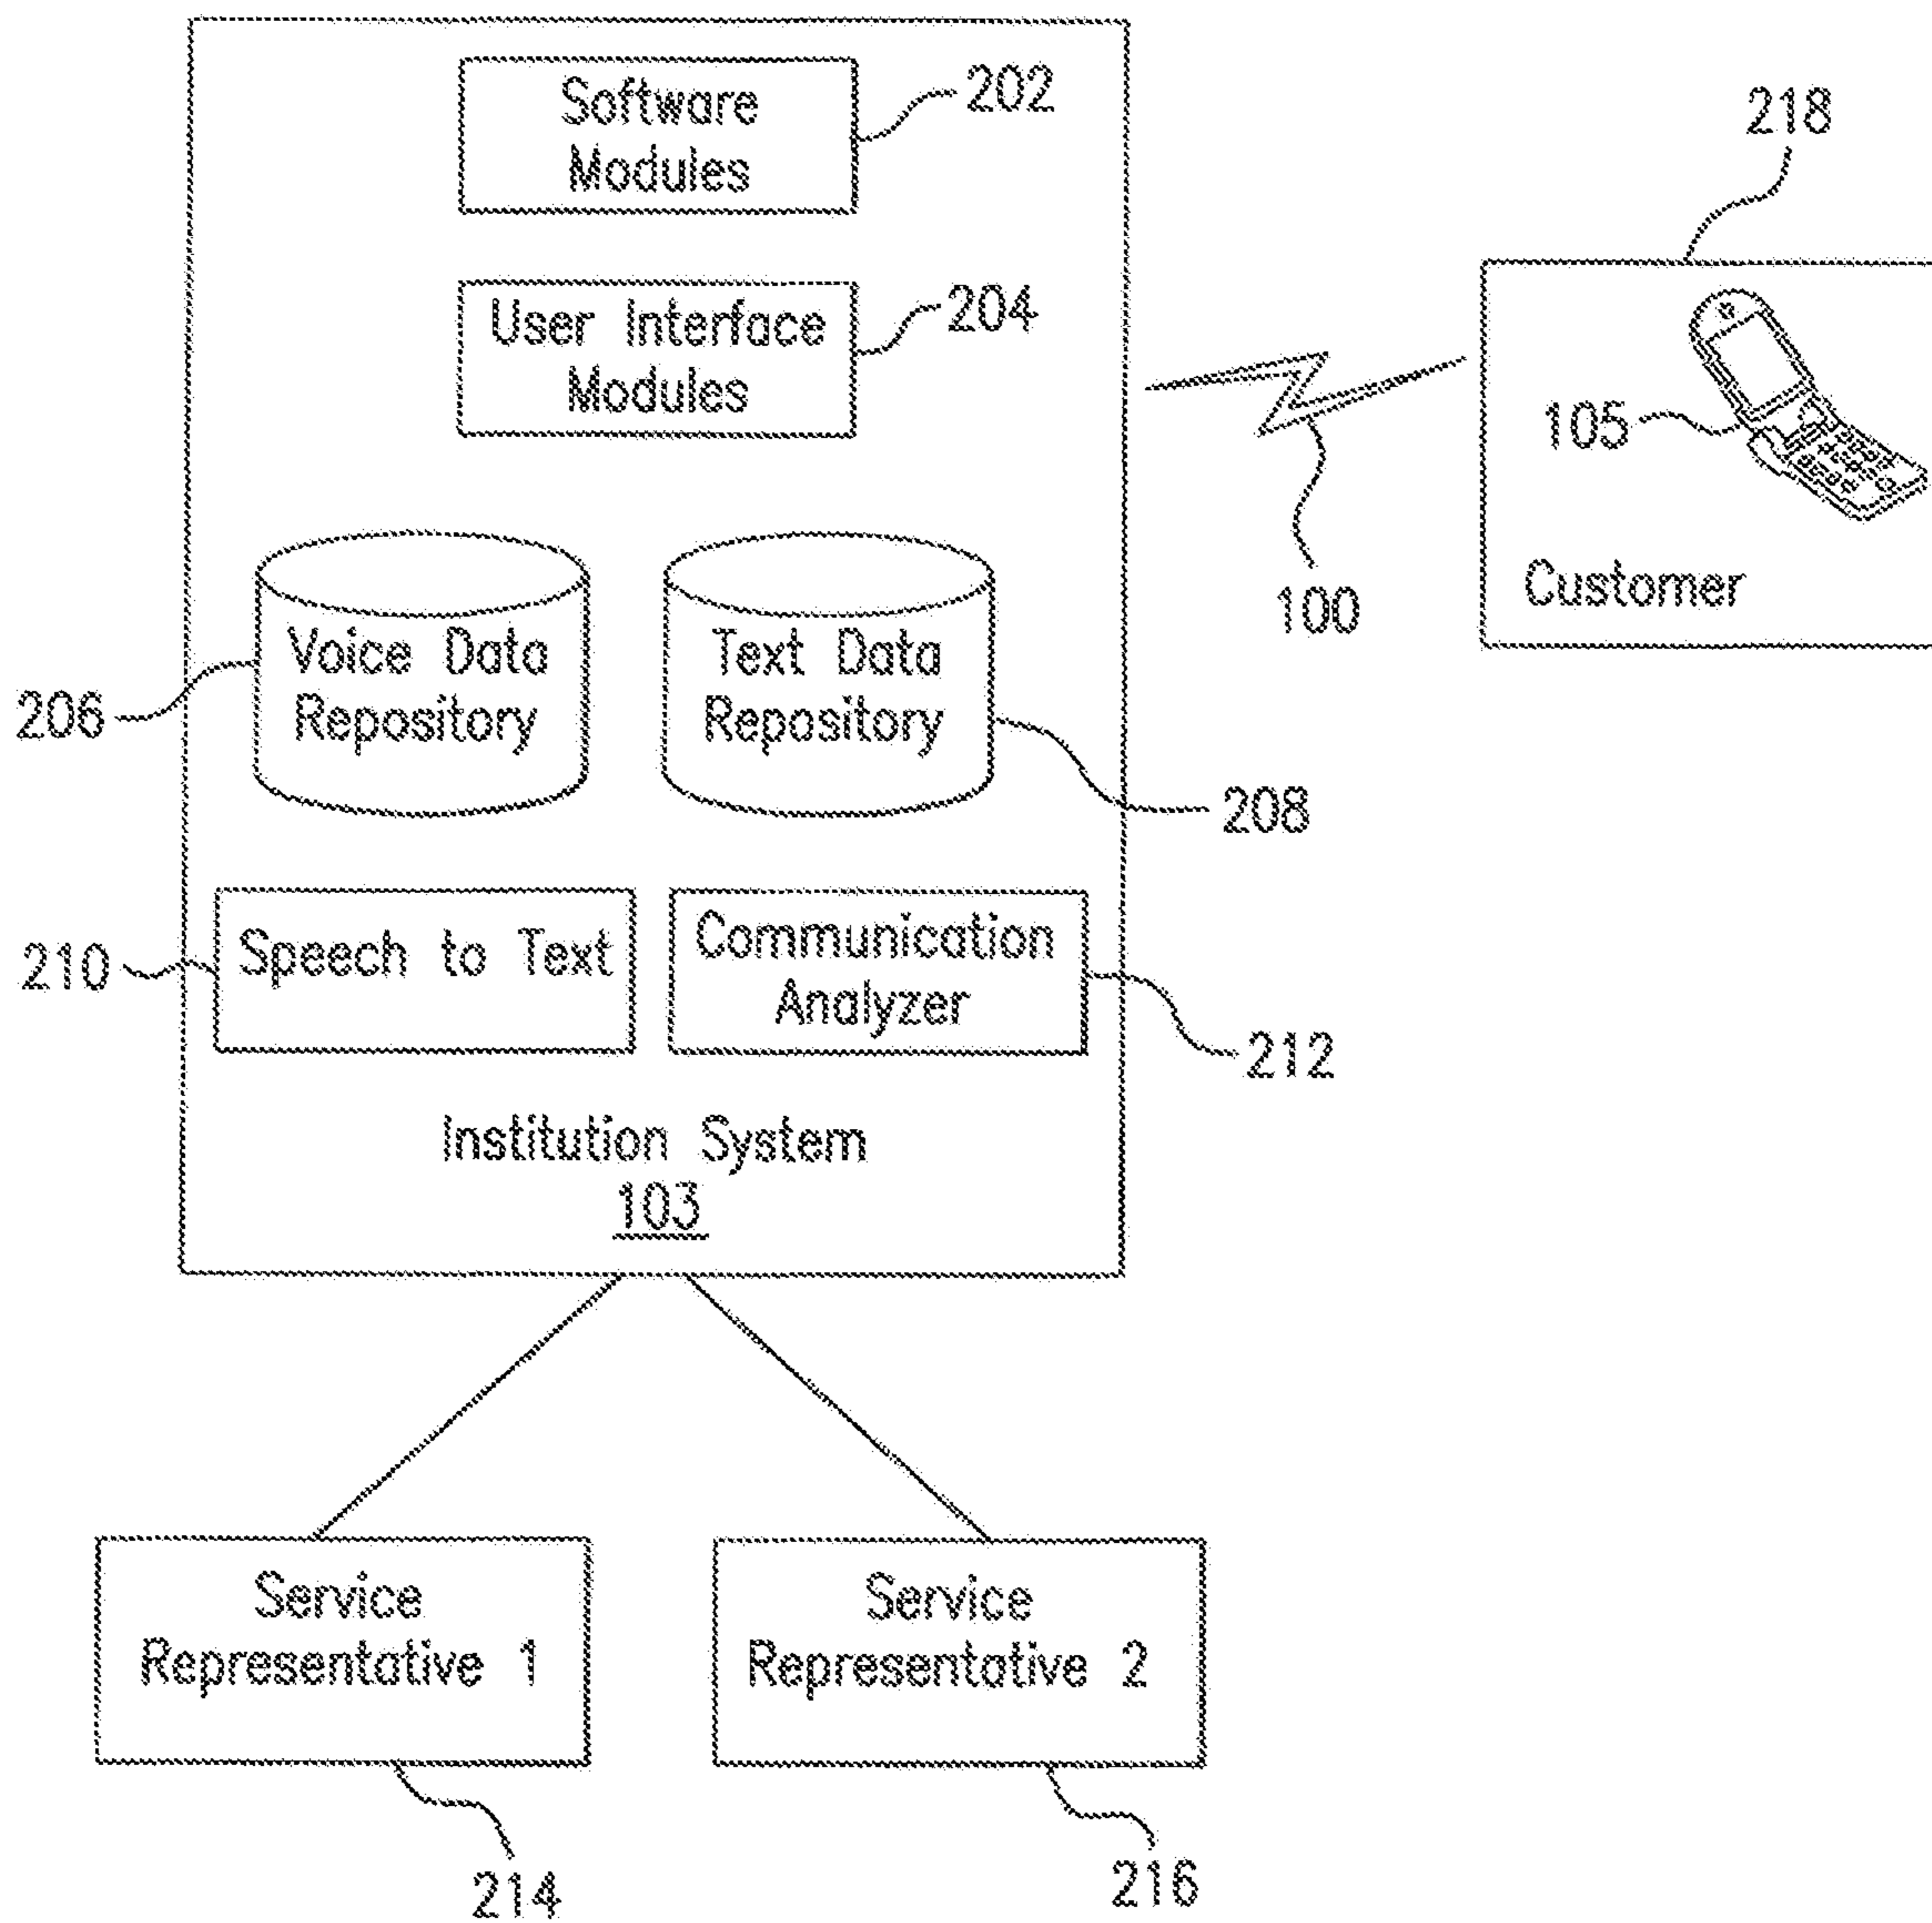 Software
Modules
202
218
User Interface
Modules
204
105
Customer
100
Voice Data
Repository
206
Text Data
Repository
208
Speech to Text
210
Communication
Analyzer
212
Institution System
103
Service
Representative 1
Service
Representative 2
214
216